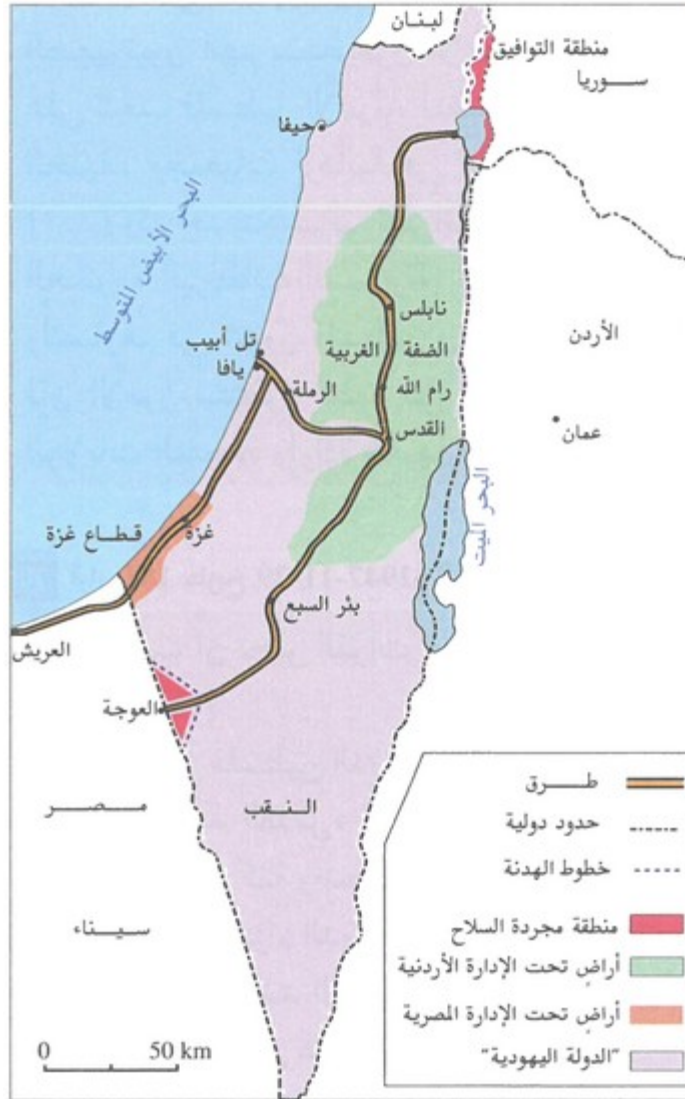 لبنان
منطقة التوافيق
سوريا
حيفا
البحر الأبيض المتوسط
نابلس
الضفة الغربية
الأردن
تل أبيب
يافا
الرملة
رام الله
القدس
عمان
البحر الميت
قطاع غزة
غزة
بئر السبع
العريش
العوجة
النقب
مصر
سيناء
0 50 km
طرق
حدود دولية
خطوط الهدنة
منطقة مجردة السلاح
أراضٍ تحت الإدارة الأردنية
أراضٍ تحت الإدارة المصرية
"الدولة اليهودية"